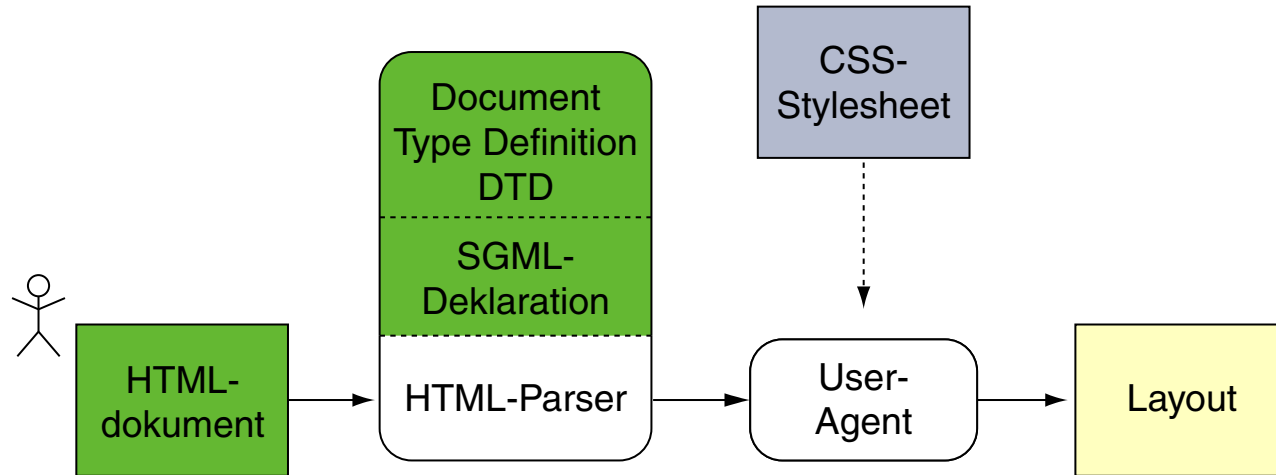 Document
Type Definition
DTD
SGML-
Deklaration
HTML-Parser
CSS-
Stylesheet
HTML-
dokument
User-
Agent
Layout